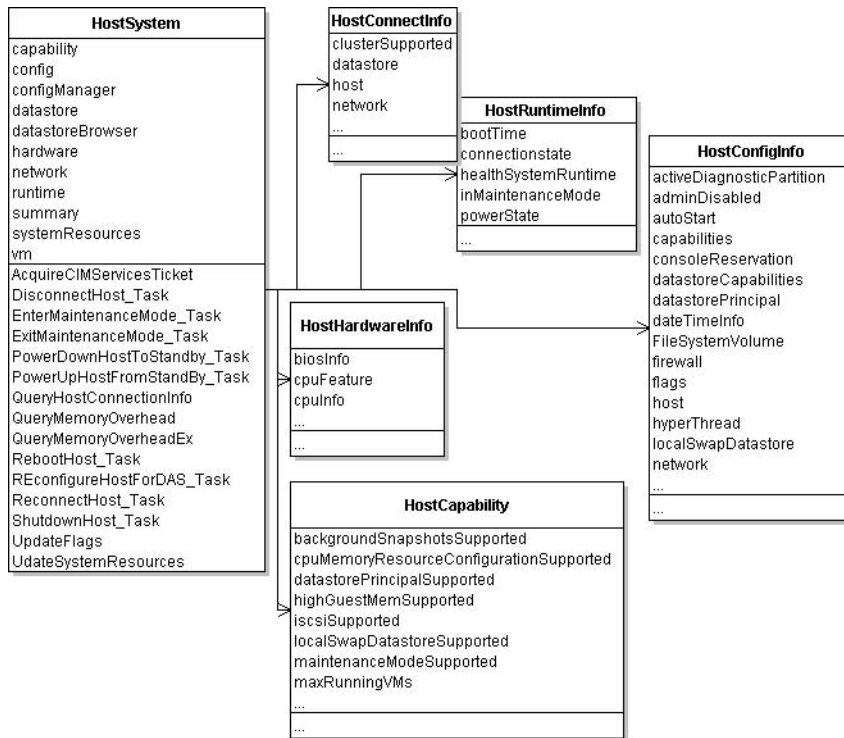 HostSystem
capability
config
configManager
datastore
datastoreBrowser
hardware
network
runtime
summary
systemResources
vm
AcquireCIMServicesTicket
DisconnectHost_Task
EnterMaintenanceMode_Task
ExitMaintenanceMode_Task
PowerDownHostToStandby_Task
PowerUpHostFromStandBy_Task
QueryHostConnectionInfo
QueryMemoryOverhead
QueryMemoryOverheadEx
RebootHost_Task
REconfigureHostForDAS_Task
ReconnectHost_Task
ShutdownHost_Task
UpdateFlags
UdateSystemResources
HostConnectInfo
clusterSupported
datastore
host
network
...
...
HostRuntimeInfo
bootTime
connectionstate
healthSystemRuntime
inMaintenanceMode
powerState
...
HostConfigInfo
activeDiagnosticPartition
adminDisabled
autoStart
capabilities
consoleReservation
datastoreCapabilities
datastorePrincipal
dateTimeInfo
FileSystemVolume
firewall
flags
host
hyperThread
localSwapDatastore
network
...
...
HostHardwareInfo
biosInfo
cpuFeature
cpuInfo
...
...
HostCapability
backgroundSnapshotsSupported
cpuMemoryResourceConfigurationSupported
datastorePrincipalSupported
highGuestMemSupported
iscsiSupported
localSwapDatastoreSupported
maintenanceModeSupported
maxRunningVMs
...
...